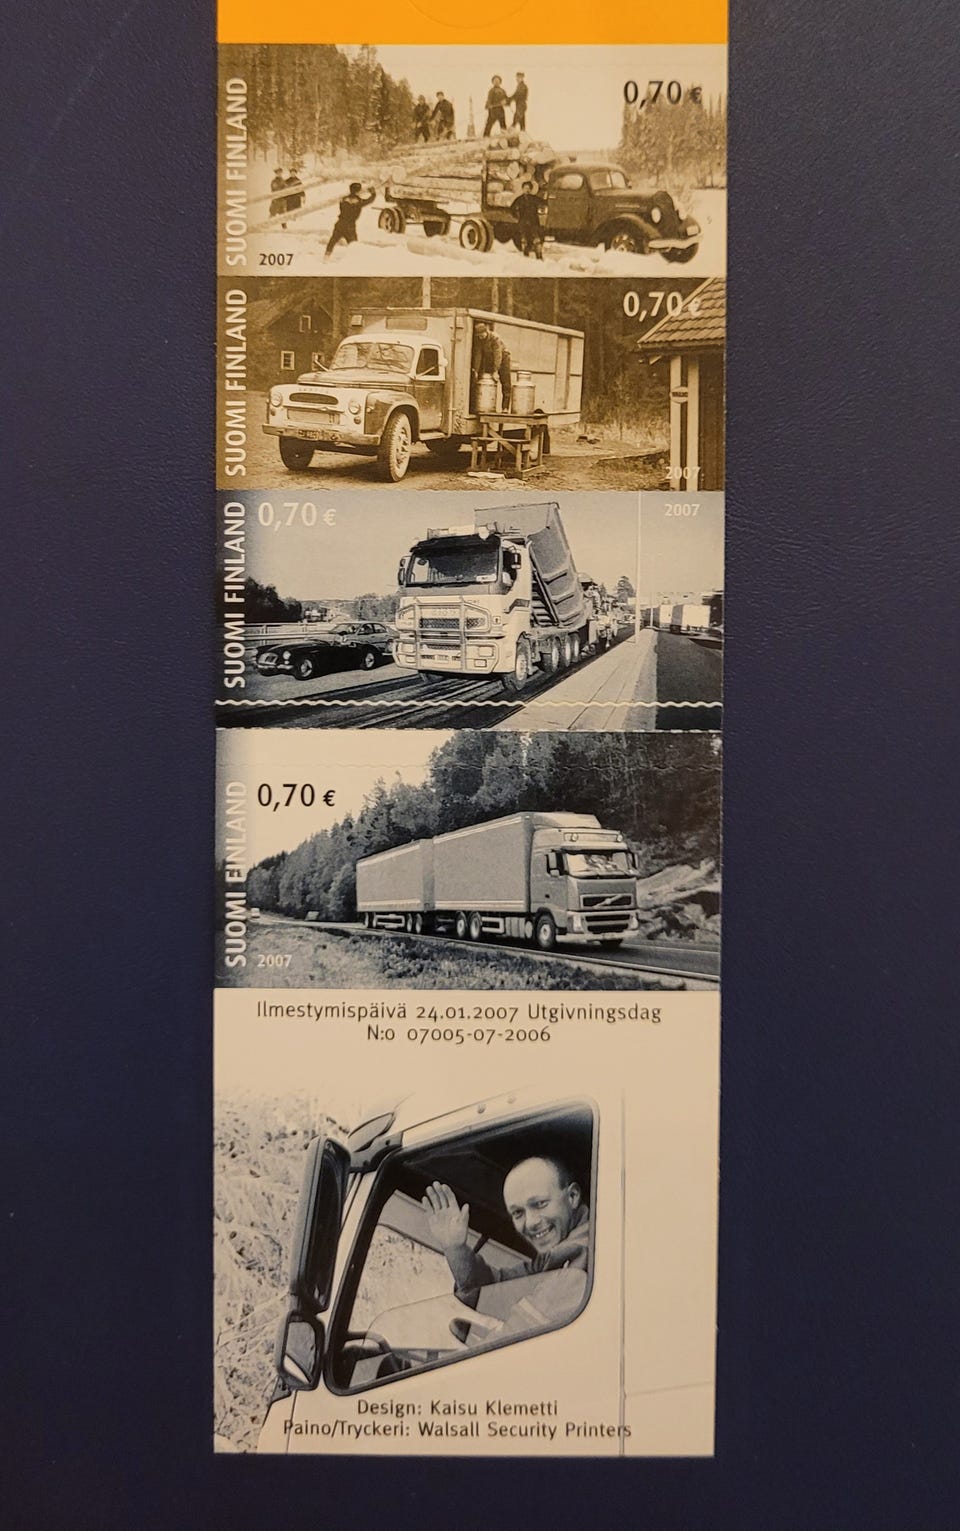 SUOMI FINLAND
0,70 €
2007
SUOMI FINLAND
0,70 €
2007
SUOMI FINLAND
0,70 €
2007
SUOMI FINLAND
0,70 €
2007
Ilmestymispäivä 24.01.2007 Utgivningsdag
N:o 07005-07-2006
Design: Kaisu Klemetti
Paino/Tryckeri: Walsall Security Printers